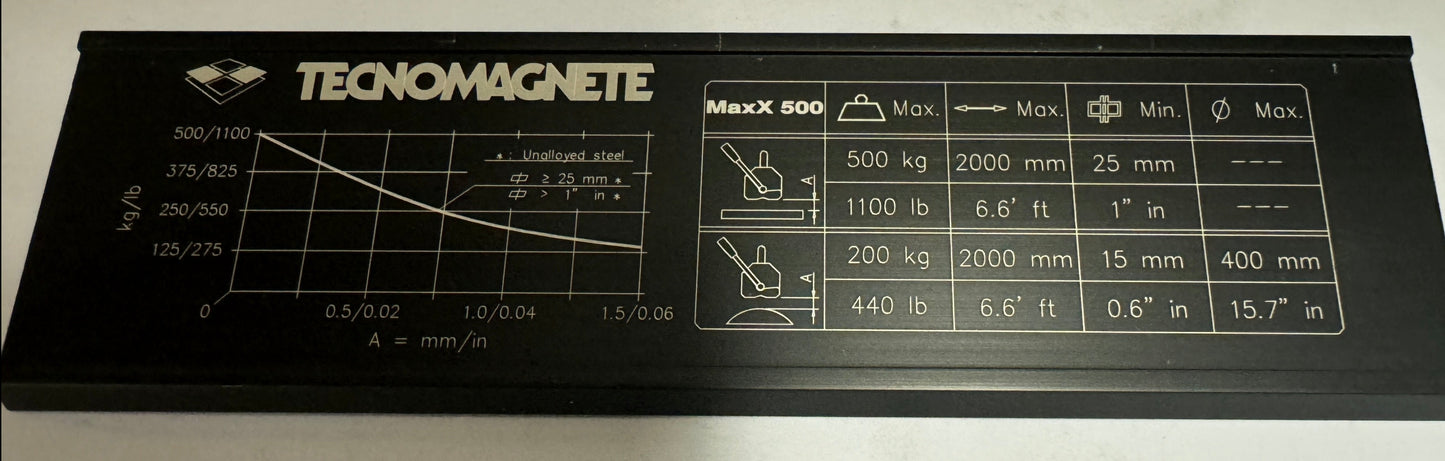 TECNOMAGNETE
500/1100
375/825
250/550
125/275
0
kg/lb
0.5/0.02 1.0/0.04 1.5/0.06
A = mm/in
* : Unalloyed steel
≥ 25 mm *
> 1" in *
MaxX 500 Max. Max. Min. Ø Max.
A
500 kg 2000 mm 25 mm ---
1100 lb 6.6' ft 1" in ---
A
200 kg 2000 mm 15 mm 400 mm
440 lb 6.6' ft 0.6" in 15.7" in